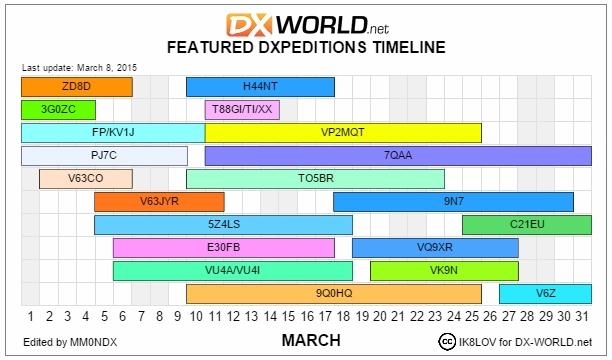 DX WORLD.net
FEATURED DXPEDITIONS TIMELINE
Last update: March 8, 2015
ZD8D H44NT
3G0ZC T88GI/TI/XX
FP/KV1J VP2MQT
PJ7C 7QAA
V63CO TO5BR
V63JYR 9N7
5Z4LS C21EU
E30FB VQ9XR
VU4A/VU4I VK9N
9Q0HQ V6Z
1 2 3 4 5 6 7 8 9 10 11 12 13 14 15 16 17 18 19 20 21 22 23 24 25 26 27 28 29 30 31
Edited by MM0NDX MARCH cc IK8LOV for DX-WORLD.net